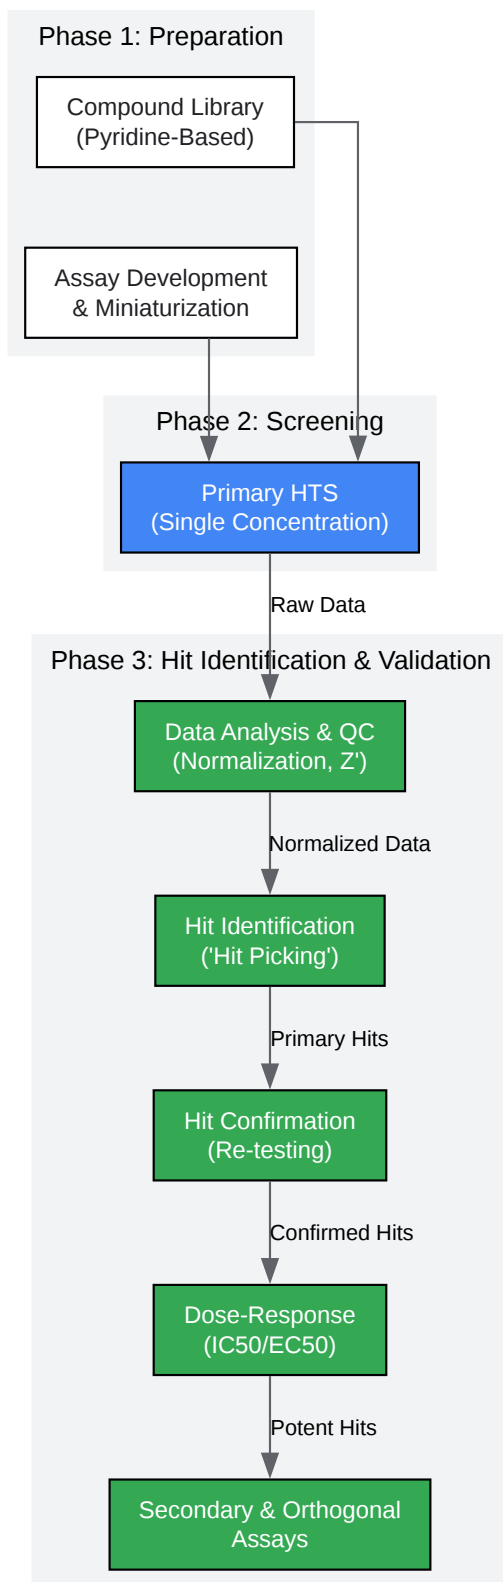 Phase 1: Preparation
Compound Library
(Pyridine-Based)
Assay Development
& Miniaturization
Phase 2: Screening
Primary HTS
(Single Concentration)
Raw Data
Phase 3: Hit Identification & Validation
Data Analysis & QC
(Normalization, Z')
Normalized Data
Hit Identification
('Hit Picking')
Primary Hits
Hit Confirmation
(Re-testing)
Confirmed Hits
Dose-Response
(IC50/EC50)
Potent Hits
Secondary & Orthogonal
Assays